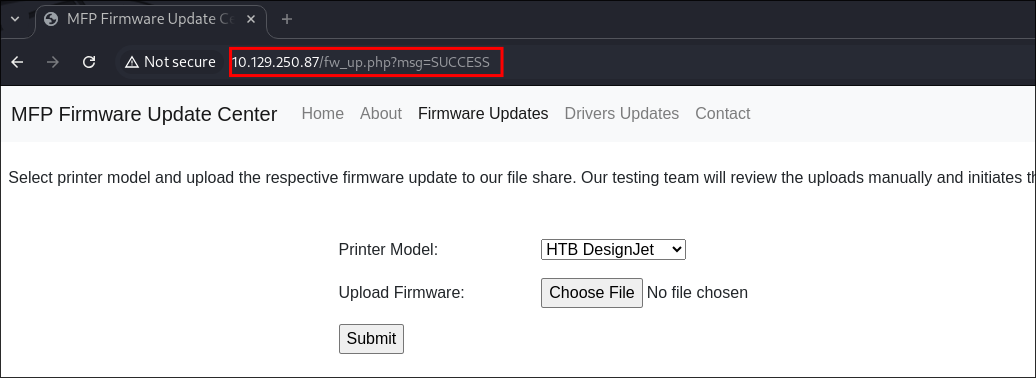 MFP Firmware Update Ce
Not secure 10.129.250.87/fw_up.php?msg=SUCCESS
MFP Firmware Update Center Home About Firmware Updates Drivers Updates Contact
Select printer model and upload the respective firmware update to our file share. Our testing team will review the uploads manually and initiates
Printer Model: HTB DesignJet
Upload Firmware: Choose File No file chosen
Submit